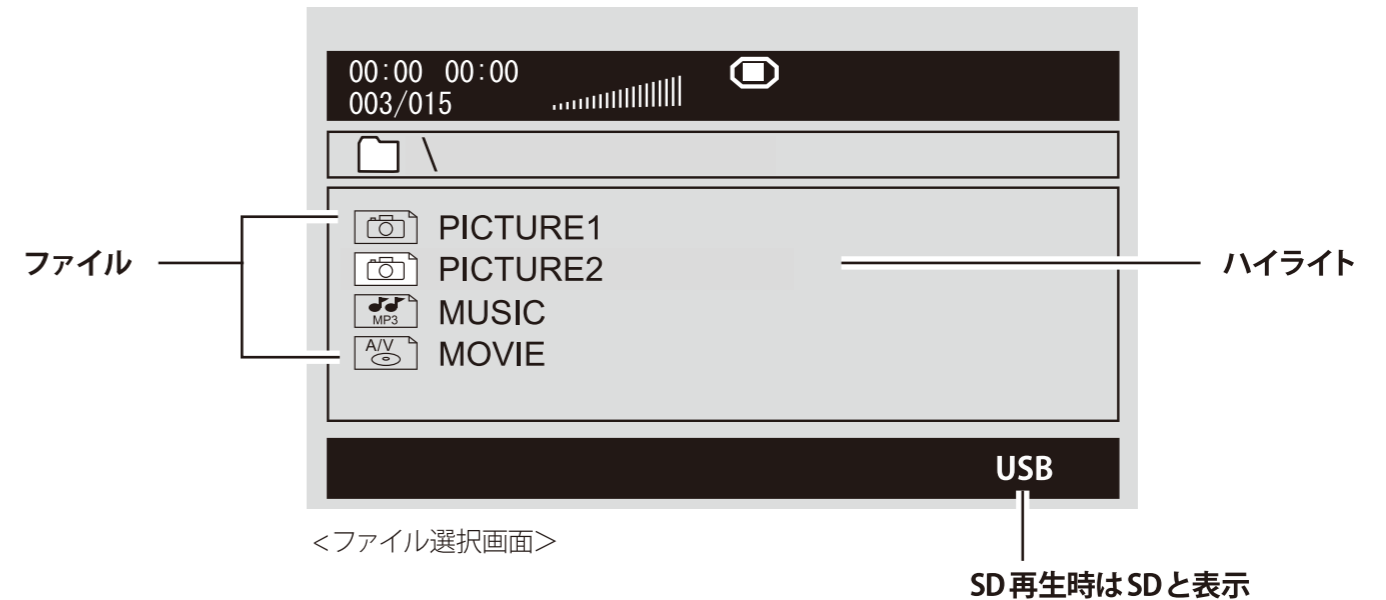 00:00 00:00
003/015
\
ファイル
PICTURE1
PICTURE2
ハイライト
MP3
MUSIC
A/V
MOVIE
USB
<ファイル選択画面>
SD再生時はSDと表示